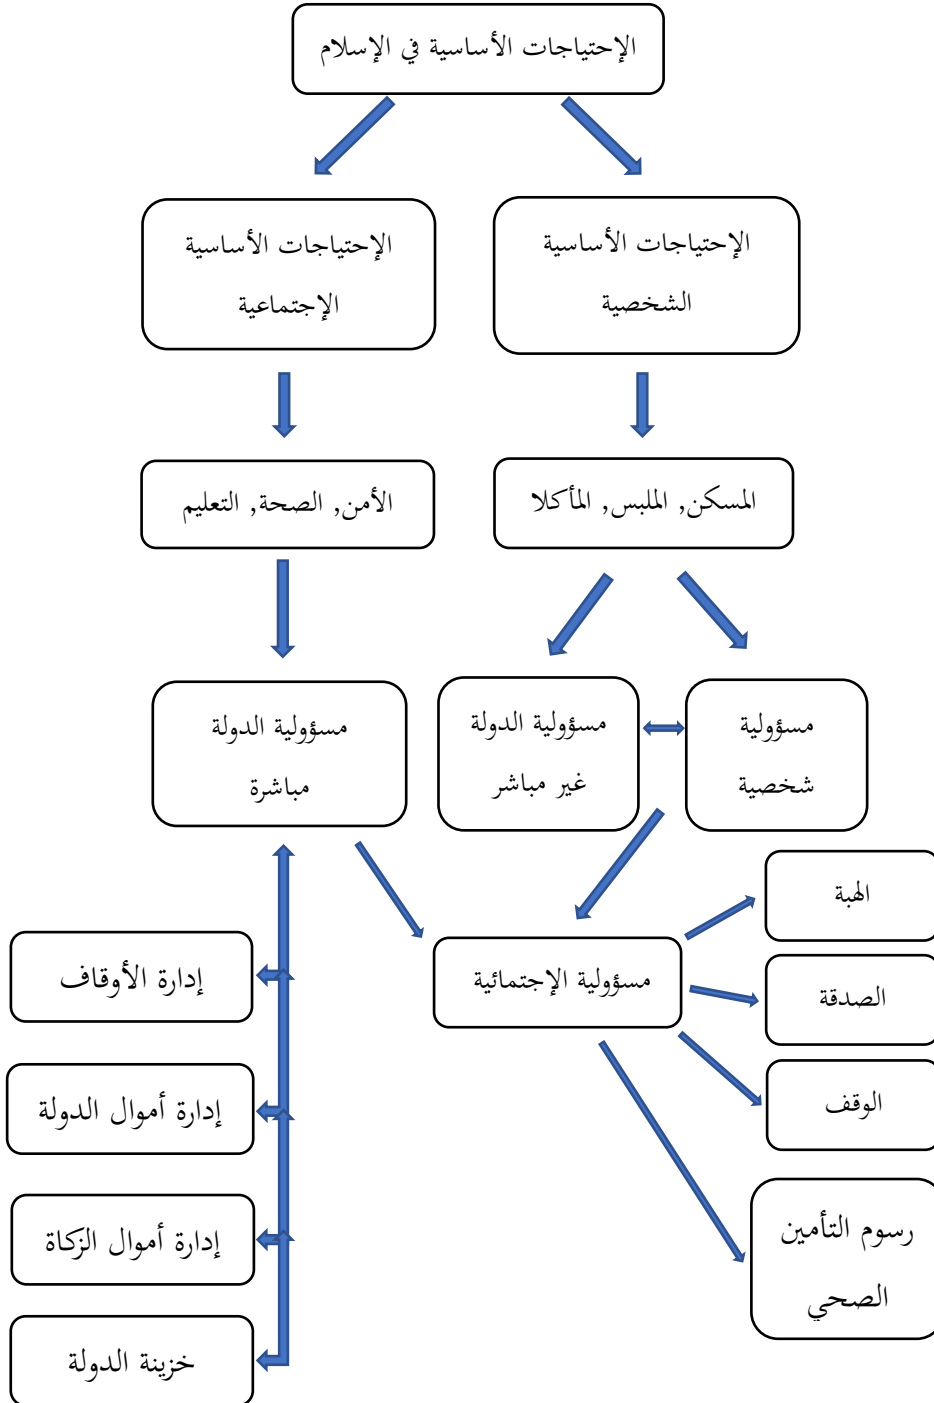 الإحتياجات الأساسية في الإسلام
الإحتياجات الأساسية
الشخصية
الإحتياجات الأساسية
الإجتماعية
المسكن, الملبس, المأكلا
الأمن, الصحة, التعليم
مسؤولية
شخصية
مسؤولية الدولة
غير مباشر
مسؤولية الدولة
مباشرة
الهبة
مسؤولية الإجتمائية
إدارة الأوقاف
الصدقة
الوقف
إدارة أموال الدولة
رسوم التأمين
الصحي
إدارة أموال الزكاة
خزينة الدولة